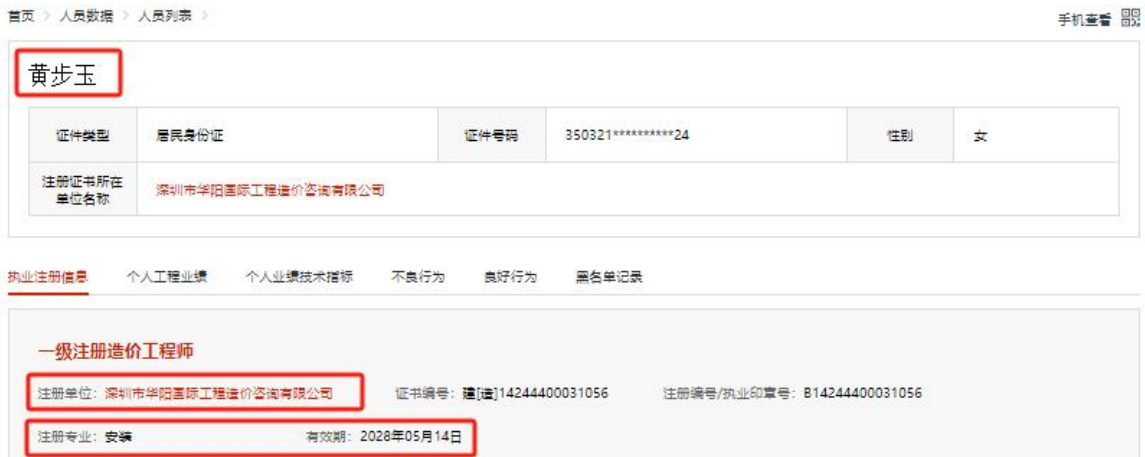 首页 > 人员数据 > 人员列表 >
手机查看
黄步玉
证件类型 居民身份证 证件号码 350321**********24 性别 女
注册证书所在
单位名称
深圳市华阳国际工程造价咨询有限公司
执业注册信息 个人工程业绩 个人业绩技术指标 不良行为 良好行为 黑名单记录
一级注册造价工程师
注册单位：深圳市华阳国际工程造价咨询有限公司 证书编号：建[造]14244400031056 注册编号/执业印章号：B14244400031056
注册专业：安装 有效期：2028年05月14日